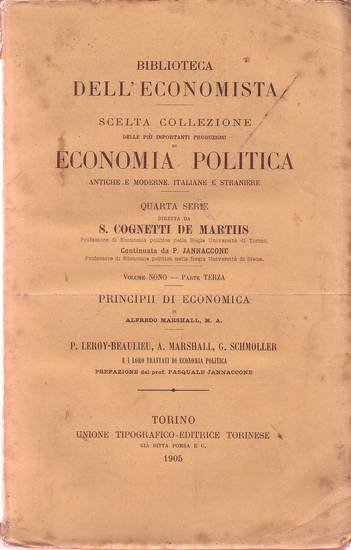 BIBLIOTECA
DELL'ECONOMISTA
SCELTA COLLEZIONE
DELLE PIÙ IMPORTANTI PRODUZIONI
DI
ECONOMIA POLITICA
ANTICHE E MODERNE, ITALIANE E STRANIERE
QUARTA SERIE
DIRETTA DA
S. COGNETTI DE MARTIIS
Professore di Economia politica nella Regia Università di Torino.
Continuata da P. JANNACCONE
Professore di Economia politica nella Regia Università di Siena.
VOLUME NONO — PARTE TERZA
PRINCIPII DI ECONOMICA
DI
ALFREDO MARSHALL, M. A.
P. LEROY-BEAULIEU, A. MARSHALL, G. SCHMOLLER
E I LORO TRATTATI DI ECONOMIA POLITICA
PREFAZIONE del prof. PASQUALE JANNACCONE
TORINO
UNIONE TIPOGRAFICO-EDITRICE TORINESE
GIÀ DITTA POMBA E C.
1905